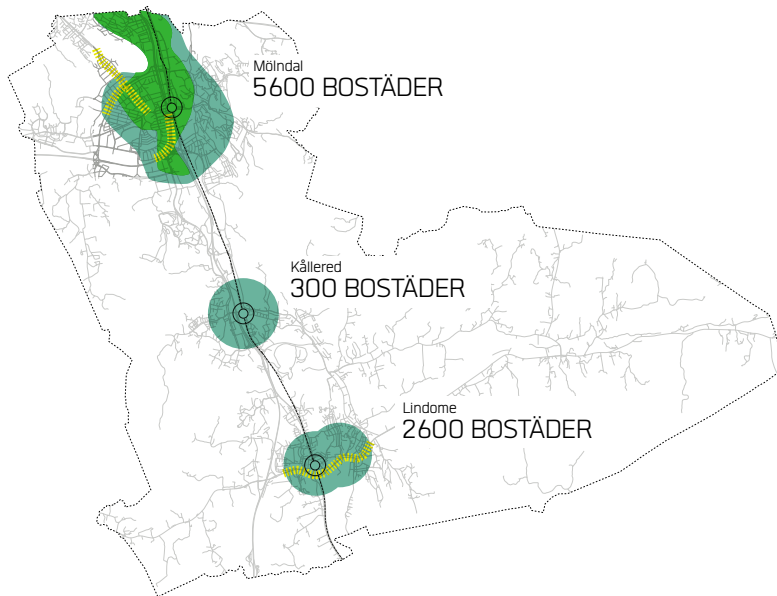 Mölndal
5600 BOSTÄDER
Kållered
300 BOSTÄDER
Lindome
2600 BOSTÄDER